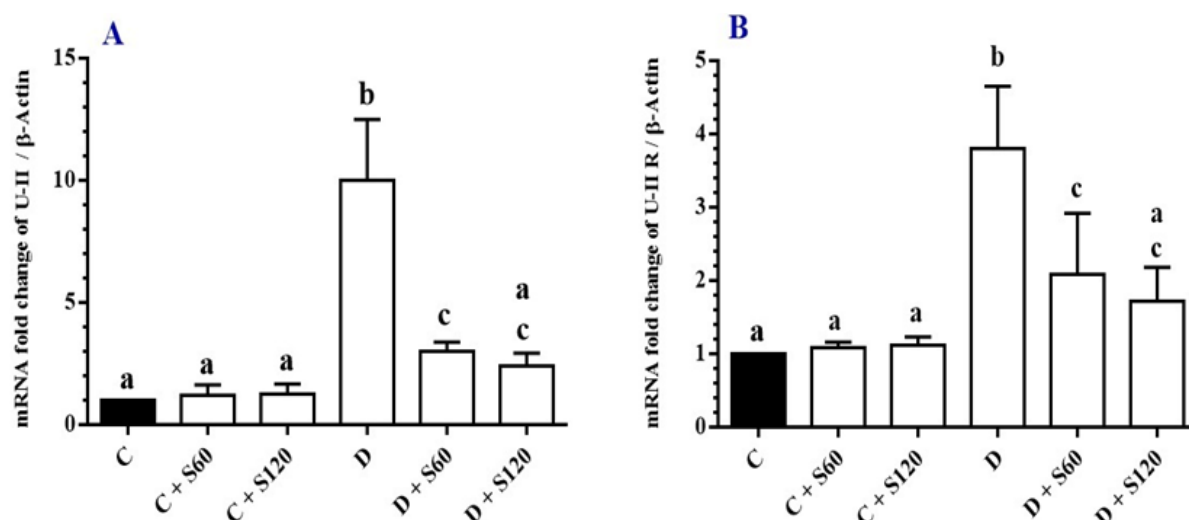 A
mRNA fold change of U-II / β-Actin
15
10
5
0
a
a
a
b
c
a
c
C
C + S60
C + S120
D
D + S60
D + S120
B
mRNA fold change of U-II R / β-Actin
5
4
3
2
1
0
a
a
a
b
c
a
c
C
C + S60
C + S120
D
D + S60
D + S120